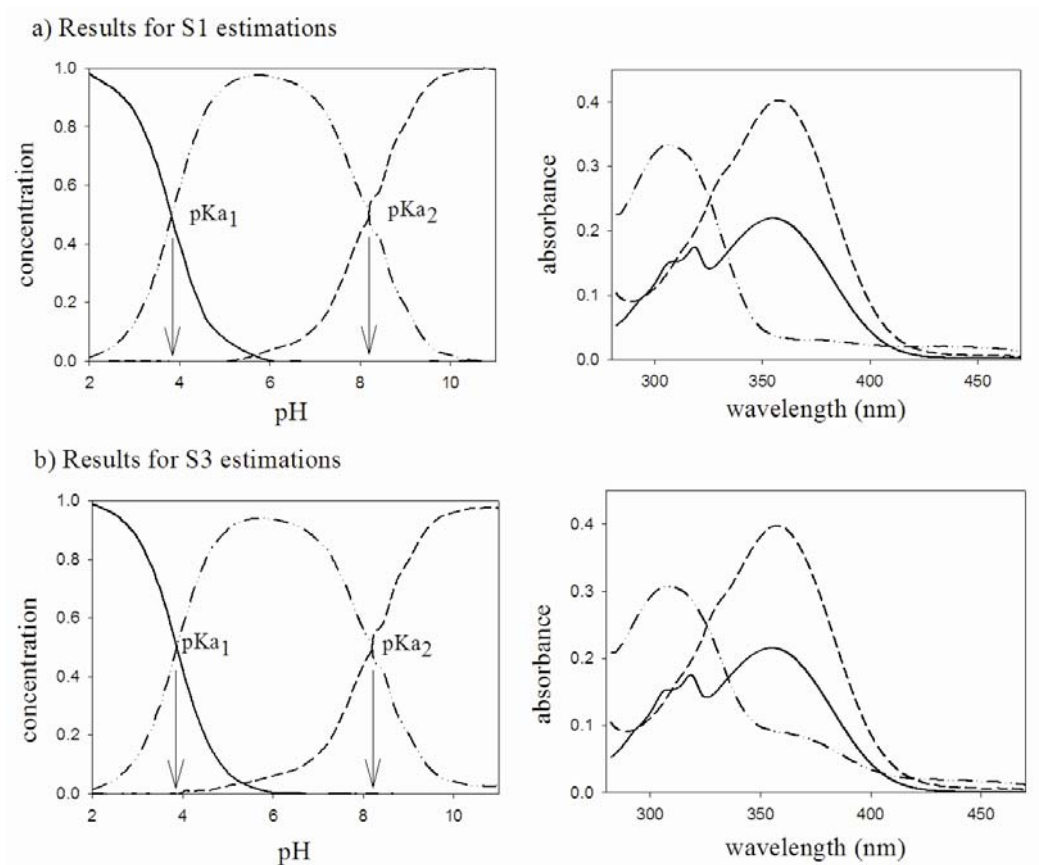 a) Results for S1 estimations
1.0
0.8
0.6
0.4
0.2
0.0
concentration
pKa1
pKa2
2 4 6 8 10
pH
0.4
0.3
0.2
0.1
0.0
absorbance
300 350 400 450
wavelength (nm)
b) Results for S3 estimations
1.0
0.8
0.6
0.4
0.2
0.0
concentration
pKa1
pKa2
2 4 6 8 10
pH
0.4
0.3
0.2
0.1
0.0
absorbance
300 350 400 450
wavelength (nm)